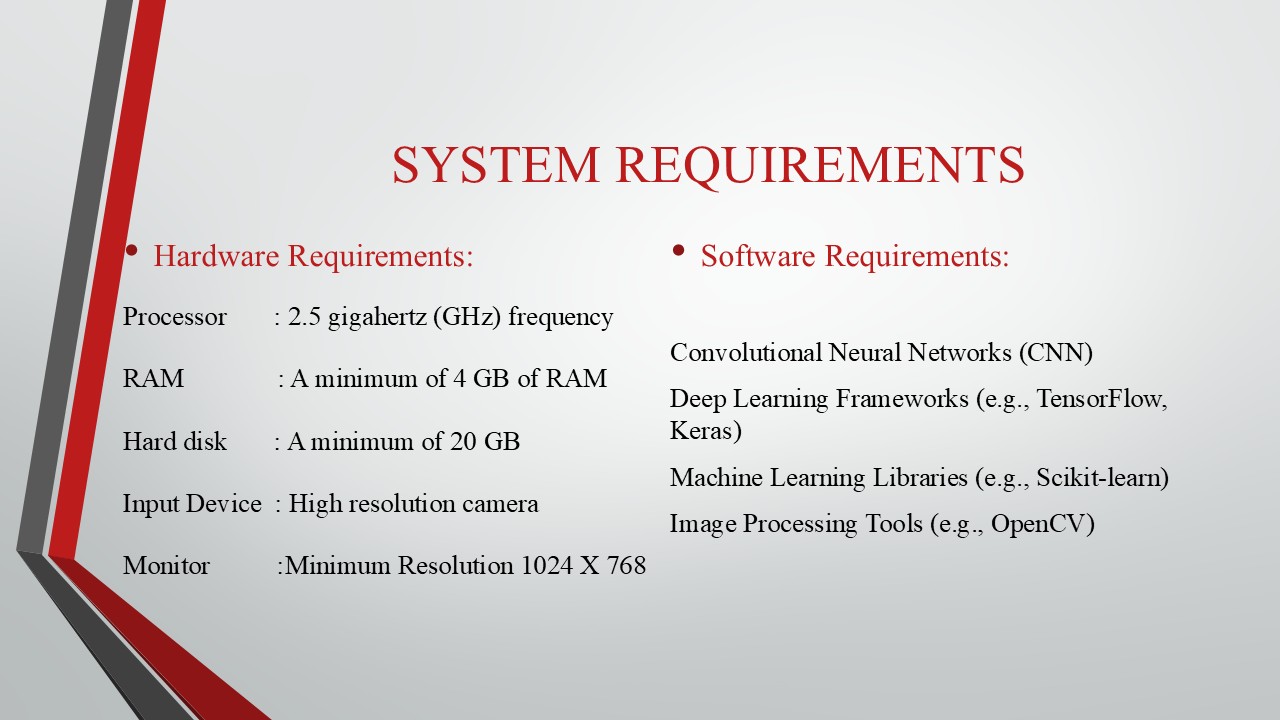 SYSTEM REQUIREMENTS
• Hardware Requirements:
Processor : 2.5 gigahertz (GHz) frequency
RAM : A minimum of 4 GB of RAM
Hard disk : A minimum of 20 GB
Input Device : High resolution camera
Monitor :Minimum Resolution 1024 X 768
• Software Requirements:
Convolutional Neural Networks (CNN)
Deep Learning Frameworks (e.g., TensorFlow,
Keras)
Machine Learning Libraries (e.g., Scikit-learn)
Image Processing Tools (e.g., OpenCV)